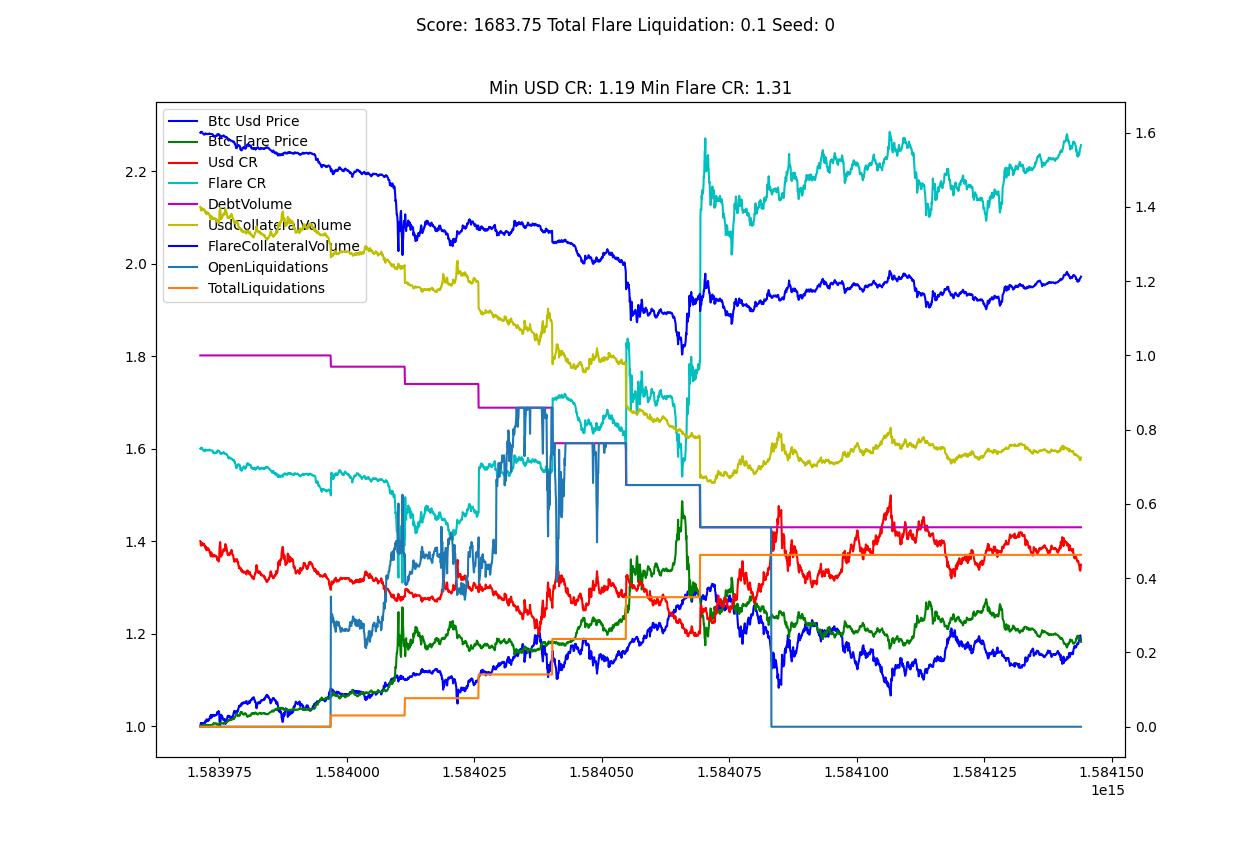 Score: 1683.75 Total Flare Liquidation: 0.1 Seed: 0
Min USD CR: 1.19 Min Flare CR: 1.31
Btc Usd Price
Btc Flare Price
Usd CR
Flare CR
DebtVolume
UsdCollateralVolume
FlareCollateralVolume
OpenLiquidations
TotalLiquidations
2.2
2.0
1.8
1.6
1.4
1.2
1.0
1.6
1.4
1.2
1.0
0.8
0.6
0.4
0.2
0.0
1.583975 1.584000 1.584025 1.584050 1.584075 1.584100 1.584125 1.584150
1e15